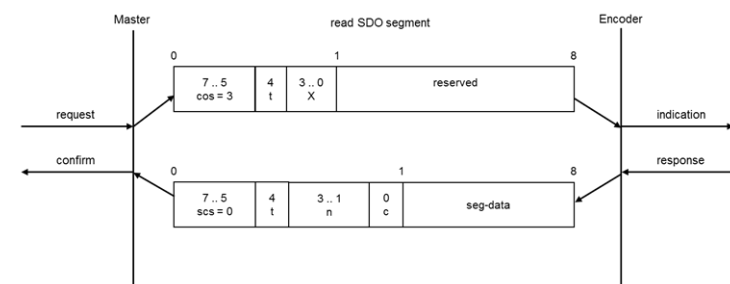 Master read SDO segment Encoder
0 1 8
7 .. 5 4 3 .. 0 reserved
cos = 3 t X
request indication
confirm response
0 1 8
7 .. 5 4 3 .. 1 0 seg-data
scs = 0 t n c